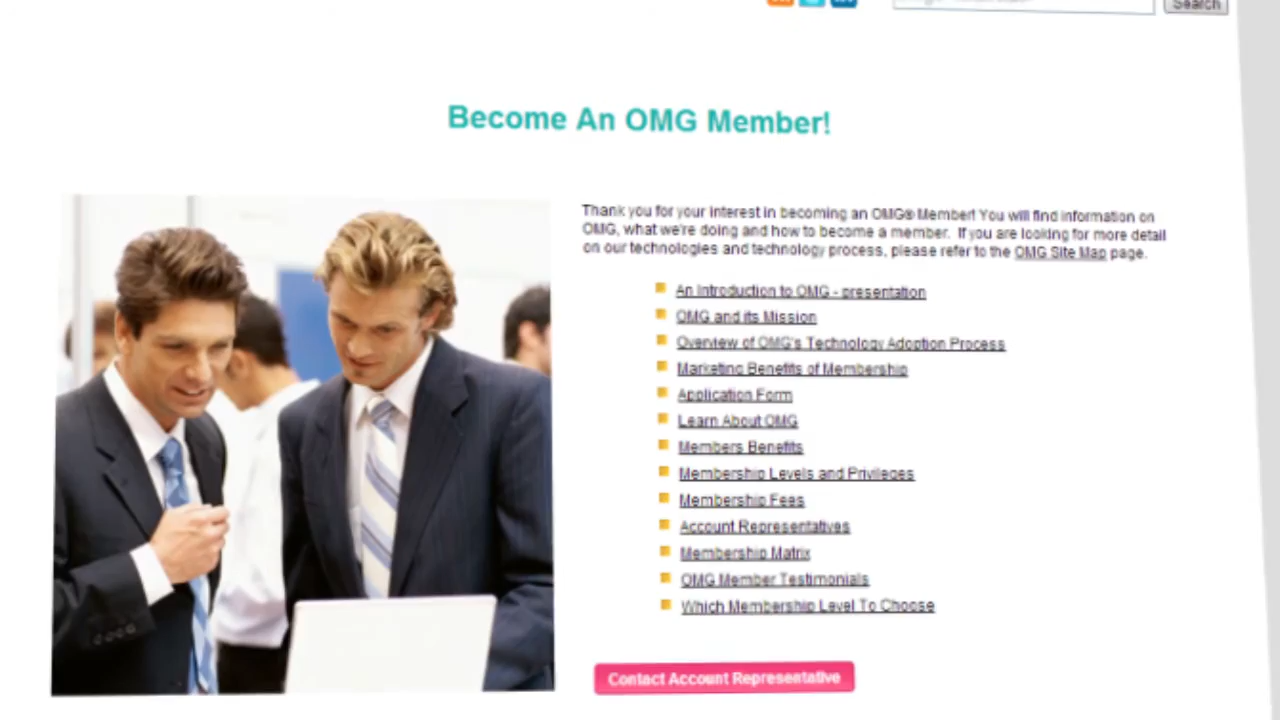 Search
Become An OMG Member!
Thank you for your interest in becoming an OMG® Member! You will find information on
OMG, what we're doing and how to become a member. If you are looking for more detail
on our technologies and technology process, please refer to the OMG Site Map page.
An Introduction to OMG - presentation
OMG and its Mission
Overview of OMG's Technology Adoption Process
Marketing Benefits of Membership
Application Form
Learn About OMG
Members Benefits
Membership Levels and Privileges
Membership Fees
Account Representatives
Membership Matrix
OMG Member Testimonials
Which Membership Level To Choose
Contact Account Representative